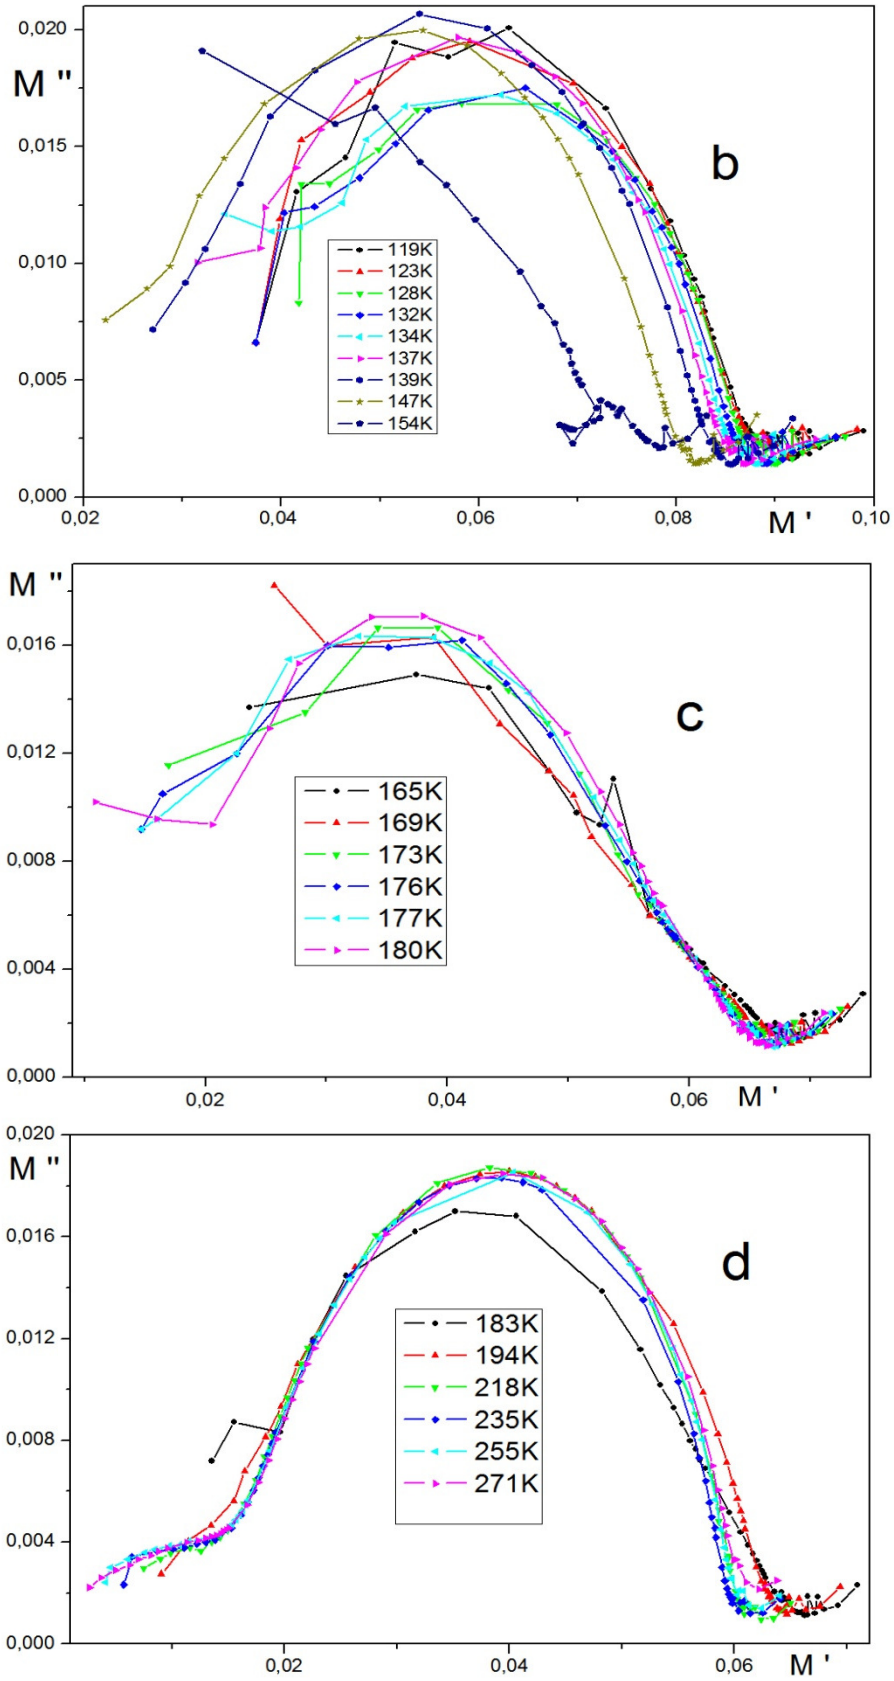 0,020
M "
0,015
b
0,010
119K
123K
128K
132K
134K
137K
139K
147K
154K
0,005
0,000
0,02
0,04
0,06
0,08
0,10
M '
M "
0,016
c
0,012
165K
169K
173K
176K
177K
180K
0,008
0,004
0,000
0,02
0,04
0,06
M '
0,020
M "
0,016
d
0,012
183K
194K
218K
235K
255K
271K
0,008
0,004
0,000
0,02
0,04
0,06
M '